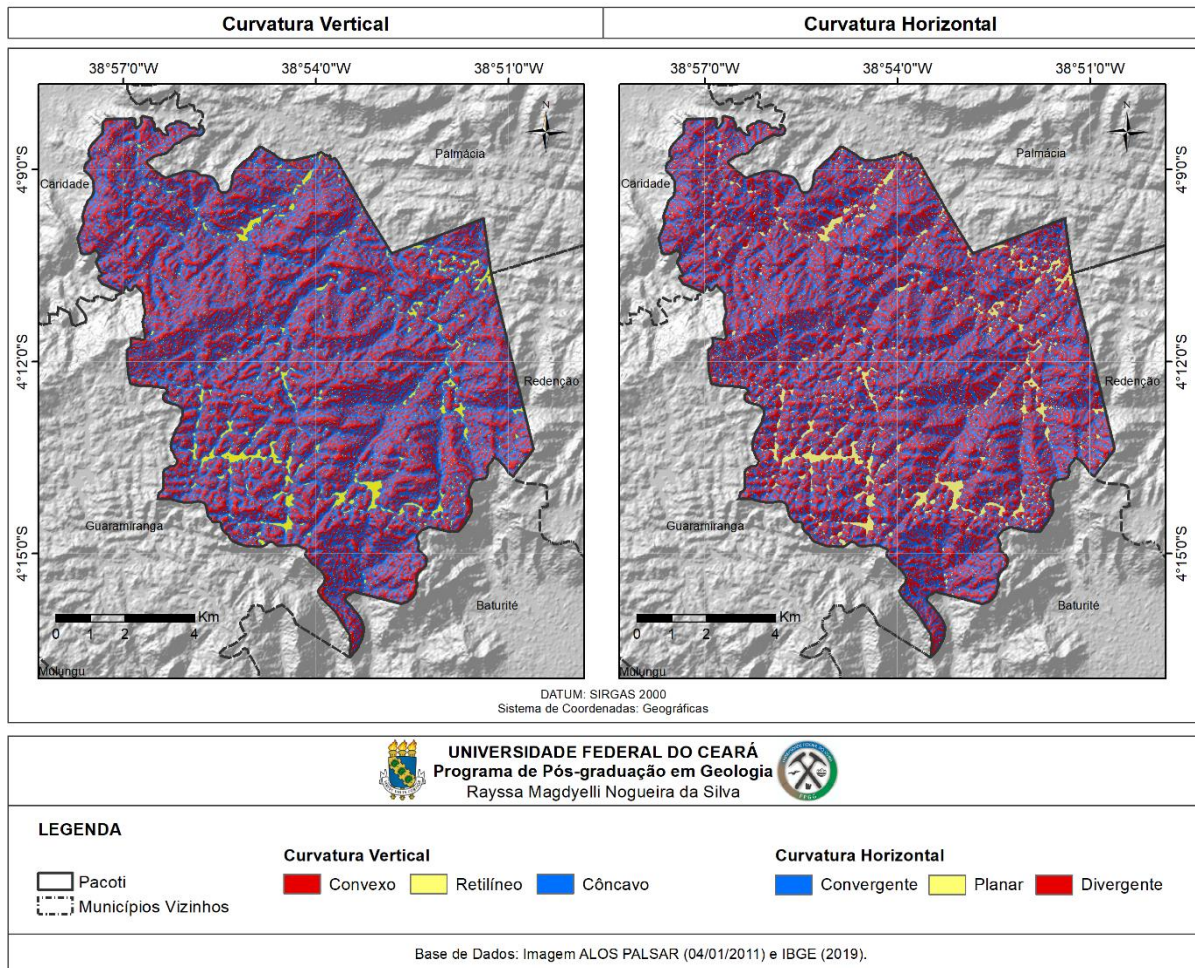 Curvatura Vertical
Curvatura Horizontal
38°57'0"W 38°54'0"W 38°51'0"W
38°57'0"W 38°54'0"W 38°51'0"W
N
N
Palmácia
Palmácia
4°9'0"S
4°9'0"S
Caridade
Caridade
4°12'0"S
4°12'0"S
Redenção
Redenção
Guaramiranga
Guaramiranga
4°15'0"S
4°15'0"S
Baturité
Baturité
Km
0 1 2 4
Km
0 1 2 4
Mulungu
Mulungu
DATUM: SIRGAS 2000
Sistema de Coordenadas: Geográficas
UNIVERSIDADE FEDERAL DO CEARÁ
Programa de Pós-graduação em Geologia
Rayssa Magdyelli Nogueira da Silva
LEGENDA
Pacoti
Municípios Vizinhos
Curvatura Vertical
Convexo Retilíneo Côncavo
Curvatura Horizontal
Convergente Planar Divergente
Base de Dados: Imagem ALOS PALSAR (04/01/2011) e IBGE (2019).